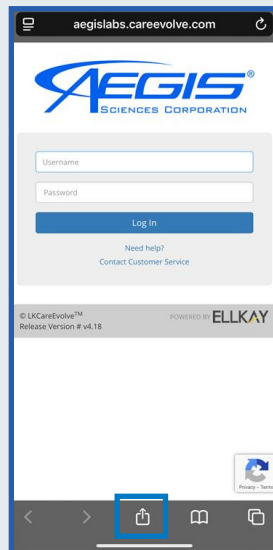 aegislabs.careevolve.com
AEGIS®
SCIENCES CORPORATION
Username
Password
Log In
Need help?
Contact Customer Service
© LKCareEvolve™ POWERED BY ELLKAY
Release Version # v4.18
Privacy - Terms